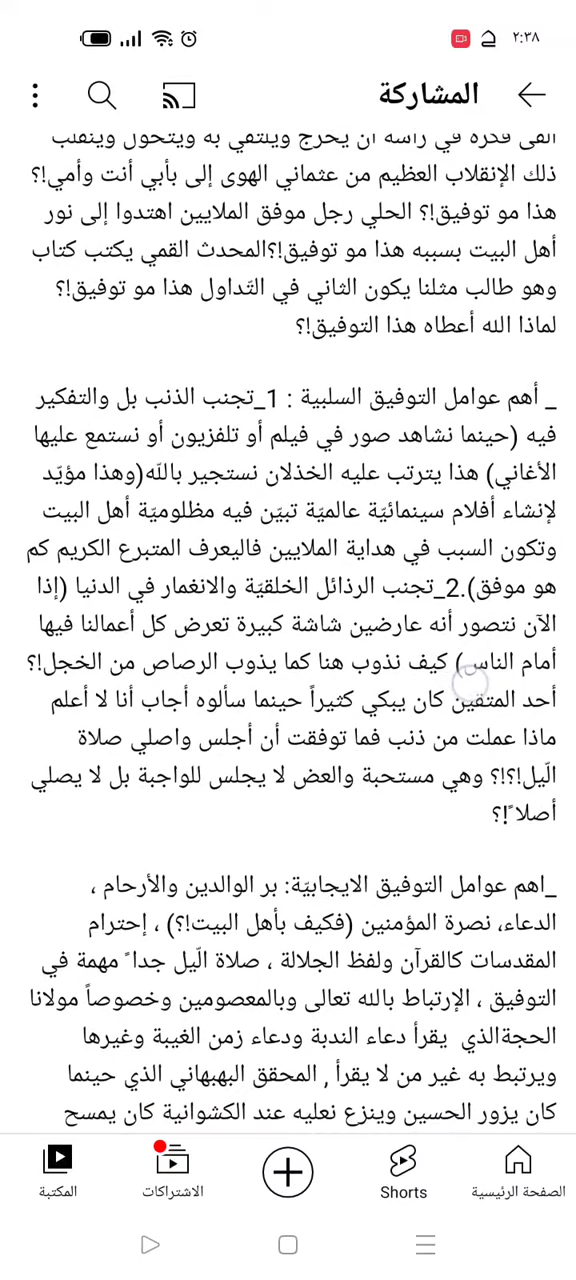 ٢:٣٨
المشاركة
ذلك الإنقلاب العظيم من عثماني الهوى إلى بأبي أنت وأمي!؟
هذا مو توفيق!؟ الحلي رجل موفق الملايين اهتدوا إلى نور
أهل البيت بسببه هذا مو توفيق!؟المحدث القمي يكتب كتاب
وهو طالب مثلنا يكون الثاني في التّداول هذا مو توفيق!؟
لماذا الله أعطاه هذا التوفيق!؟
_ أهم عوامل التوفيق السلبية : 1_تجنب الذنب بل والتفكير
فيه (حينما نشاهد صور في فيلم أو تلفزيون أو نستمع عليها
الأغاني) هذا يترتب عليه الخذلان نستجير باللّه(وهذا مؤيّد
لإنشاء أفلام سينمائيّة عالميّة تبيّن فيه مظلوميّة أهل البيت
وتكون السبب في هداية الملايين فاليعرف المتبرع الكريم كم
هو موفق).2_تجنب الرذائل الخلقيّة والانغمار في الدنيا (إذا
الآن نتصور أنه عارضين شاشة كبيرة تعرض كل أعمالنا فيها
أمام الناس) كيف نذوب هنا كما يذوب الرصاص من الخجل!؟
أحد المتقين كان يبكي كثيراً حينما سألوه أجاب أنا لا أعلم
ماذا عملت من ذنب فما توفقت أن أجلس واصلي صلاة
الّيل!؟!؟ وهي مستحبة والعض لا يجلس للواجبة بل لا يصلي
أصلا ً!؟
_اهم عوامل التوفيق الايجابيّة: بر الوالدين والأرحام ،
الدعاء، نصرة المؤمنين (فكيف بأهل البيت!؟) ، إحترام
المقدسات كالقرآن ولفظ الجلالة ، صلاة الّيل جدا ً مهمة في
التوفيق ، الإرتباط بالله تعالى وبالمعصومين وخصوصاً مولانا
الحجةالذي يقرأ دعاء الندبة ودعاء زمن الغيبة وغيرها
ويرتبط به غير من لا يقرأ , المحقق البهبهاني الذي حينما
كان يزور الحسين وينزع نعليه عند الكشوانية كان يمسح
الصفحة الرئيسية
Shorts
الاشتراكات
المكتبة